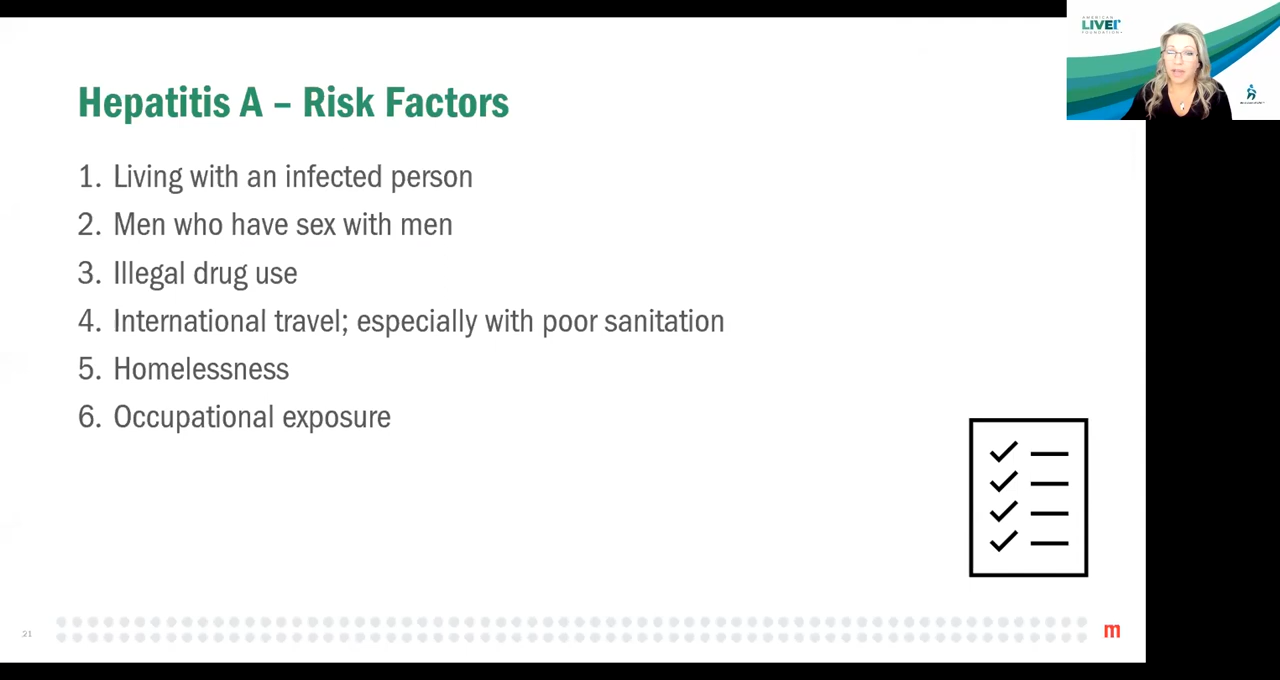 AMERICAN
LIVER
FOUNDATION
Hepatitis A – Risk Factors
1. Living with an infected person
2. Men who have sex with men
3. Illegal drug use
4. International travel; especially with poor sanitation
5. Homelessness
6. Occupational exposure
21
m